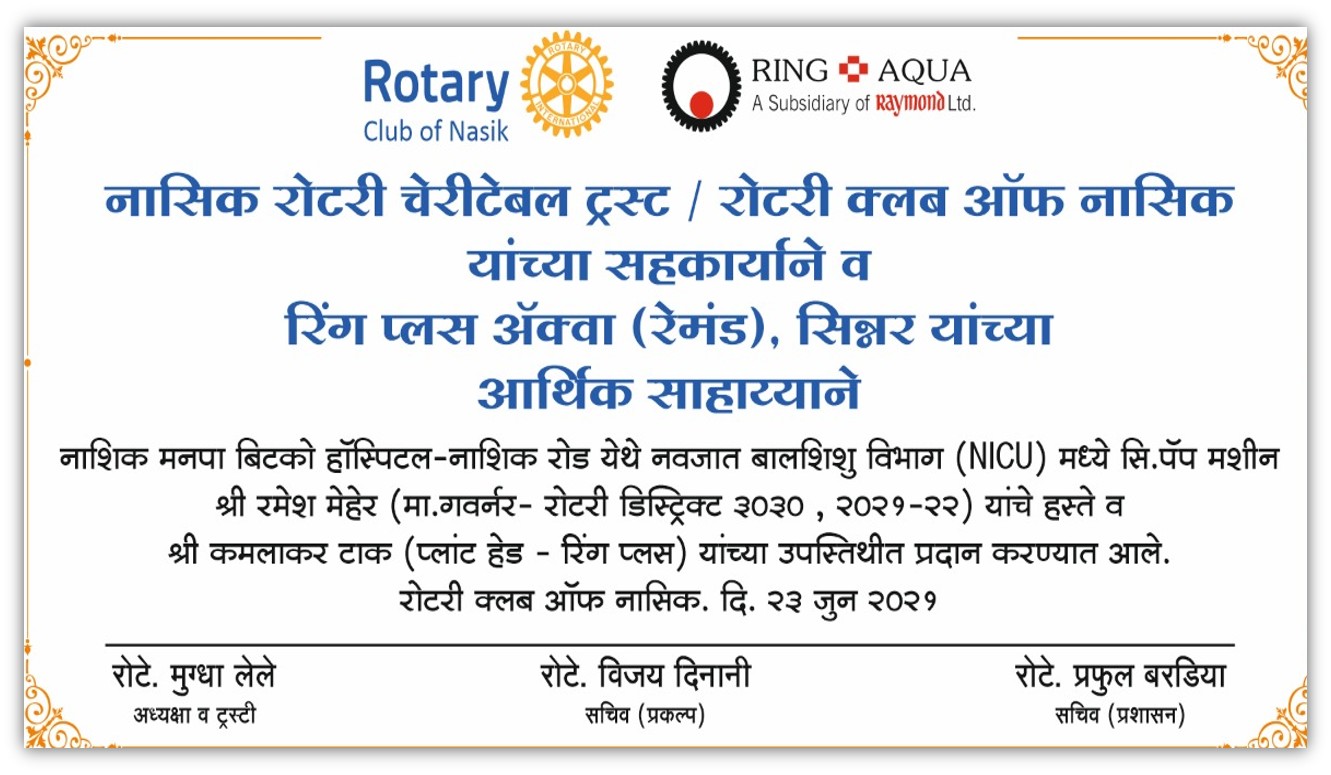 Rotary
Club of Nasik
ROTARY
INTERNATIONAL
RING AQUA
A Subsidiary of Raymond Ltd.
नासिक रोटरी चेरीटेबल ट्रस्ट / रोटरी क्लब ऑफ नासिक
यांच्या सहकार्याने व
रिंग प्लस ॲक्वा (रेमंड), सिन्नर यांच्या
आर्थिक साहाय्याने
नाशिक मनपा बिटको हॉस्पिटल-नाशिक रोड येथे नवजात बालशिशु विभाग (NICU) मध्ये सि.पॅप मशीन
श्री रमेश मेहेर (मा.गवर्नर- रोटरी डिस्ट्रिक्ट ३०३० , २०२१-२२) यांचे हस्ते व
श्री कमलाकर टाक (प्लांट हेड - रिंग प्लस) यांच्या उपस्तिथीत प्रदान करण्यात आले.
रोटरी क्लब ऑफ नासिक. दि. २३ जुन २०२१
रोटे. मुग्धा लेले रोटे. विजय दिनानी रोटे. प्रफुल बरडिया
अध्यक्षा व ट्रस्टी सचिव (प्रकल्प) सचिव (प्रशासन)